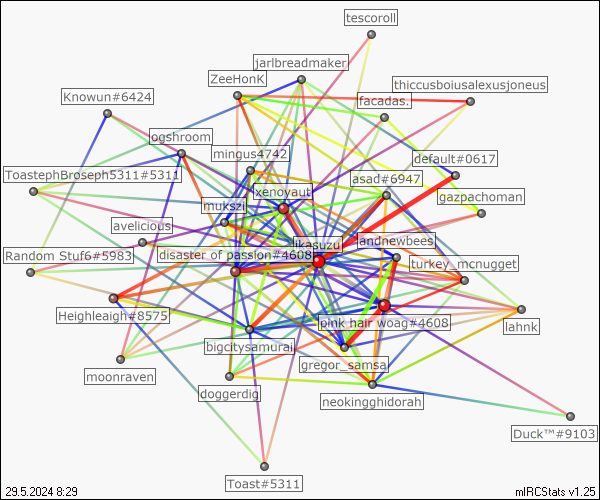 tescoroll
jarlbreadmaker
ZeeHonK
thiccusboiusalexusjoneus
Knowun#6424
facadas.
ogshroom
mingus4742
default#0617
ToastephBroseph5311#5311
asad#6947
xenoyaut
gazpachoman
mukszi
avelicious
likasuzu
landnewbees
Random Stuf6#5983
disaster of passion#4608
turkey_mcnugget
Heighleaigh#8575
pink hair woag#4608
lahnk
bigcitysamurai
gregor_samsa
moonraven
doggerdig
neokingghidorah
Duck™#9103
Toast#5311
29.5.2024 8:29
mIRCStats v1.25